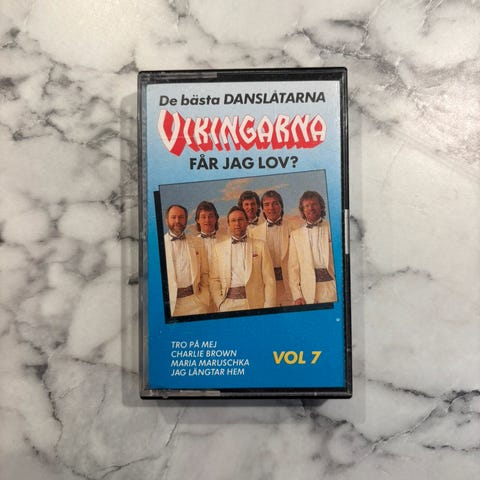 De bästa DANSLÅTARNA
VIKINGARNA
FÅR JAG LOV?
TRO PÅ MEJ
CHARLIE BROWN
MARIA MARUSCHKA
JAG LÄNGTAR HEM
VOL 7